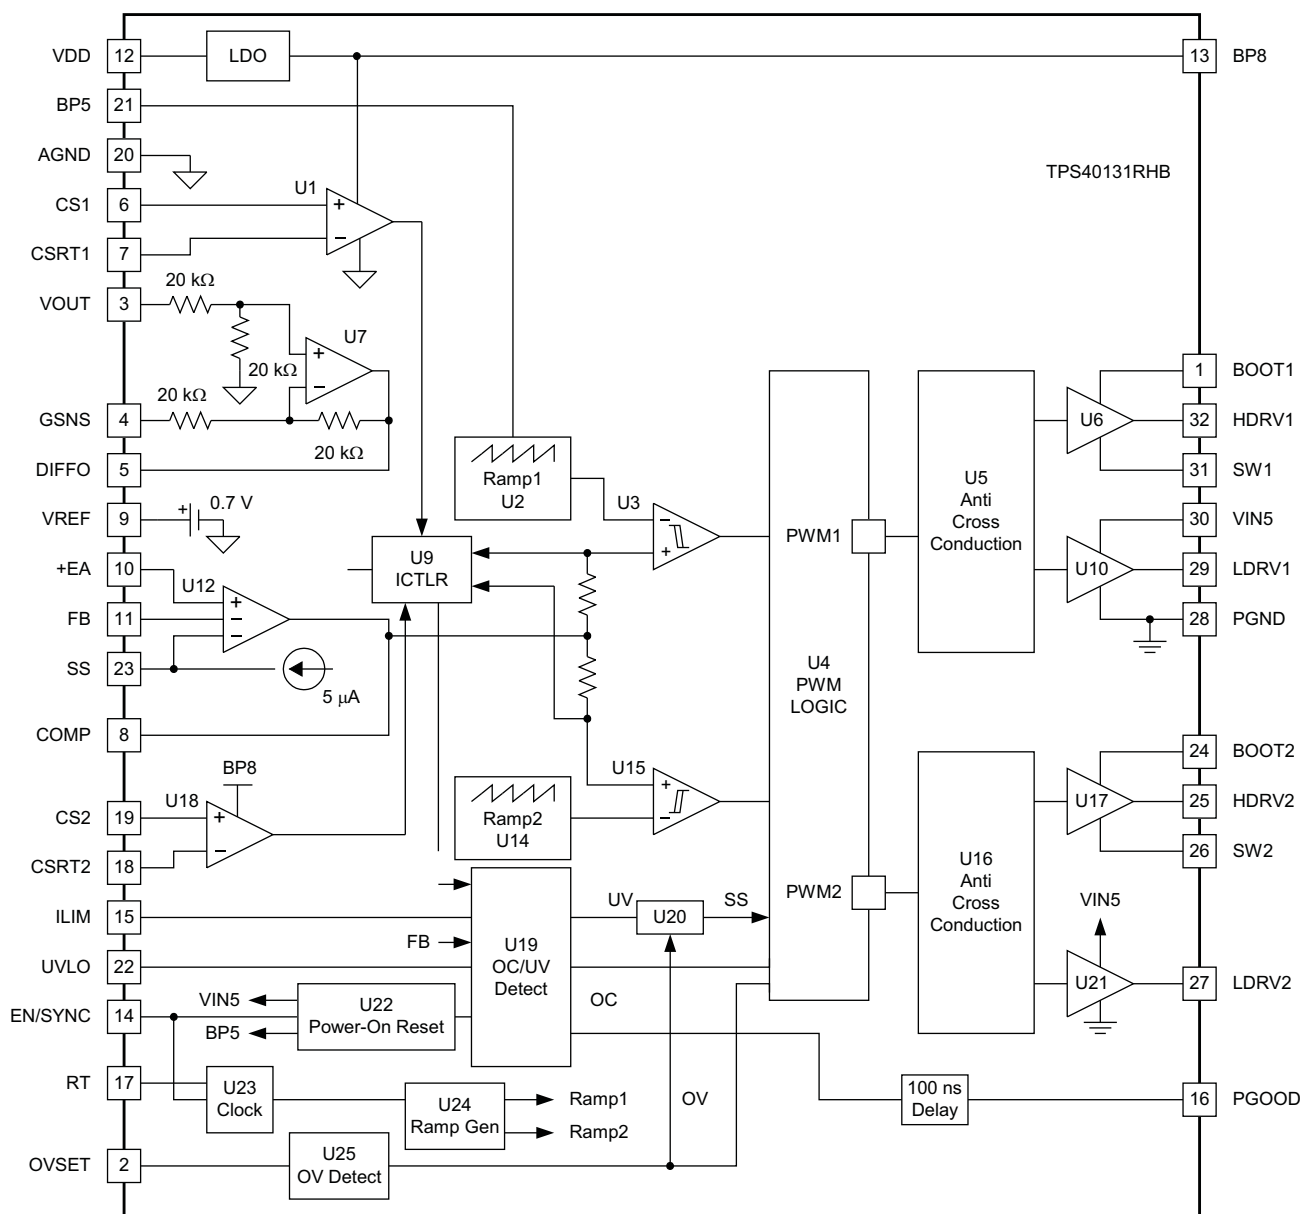 VDD 12 LDO 13 BP8
BP5 21
AGND 20
TPS40131RHB
CS1 6 U1 + −
CSRT1 7
20 kΩ
VOUT 3
U7 + −
20 kΩ
20 kΩ
GSNS 4
20 kΩ
DIFFO 5
1 BOOT1
U6 32 HDRV1
31 SW1
Ramp1
U2
U3 − +
U5
Anti
Cross
Conduction
VREF 9 + 0.7 V
30 VIN5
PWM1
U9
ICTLR
+EA 10
U12 + − −
U10 29 LDRV1
FB 11
28 PGND
SS 23
5 µA
U4
PWM
LOGIC
COMP 8
24 BOOT2
BP8
U15 + −
CS2 19 U18 + −
Ramp2
U14
U17 25 HDRV2
26 SW2
CSRT2 18
U16
Anti
Cross
Conduction
PWM2
ILIM 15
UV U20 SS
VIN5
FB
U19
OC/UV
Detect
UVLO 22
U21 27 LDRV2
OC
VIN5
EN/SYNC 14
BP5
U22
Power-On Reset
RT 17
U23
Clock
U24
Ramp Gen
Ramp1
Ramp2
OV
100 ns
Delay
16 PGOOD
OVSET 2
U25
OV Detect